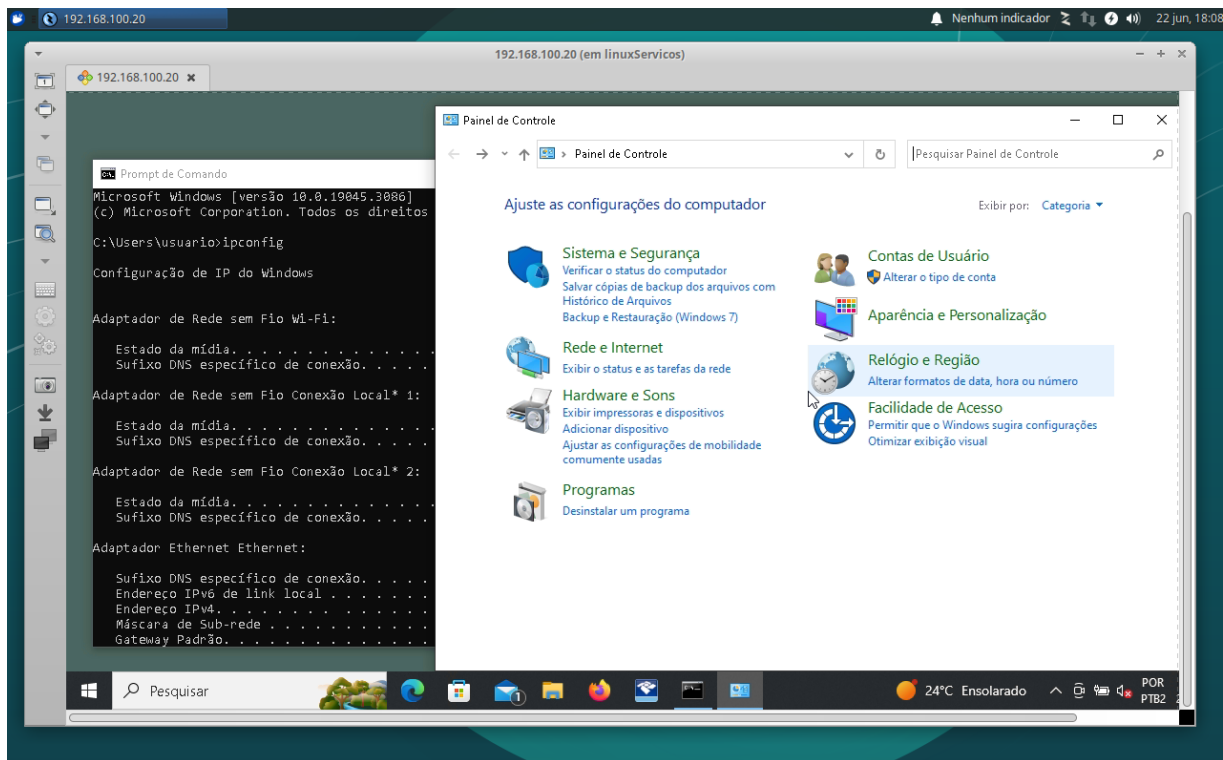 192.168.100.20
Nenhum indicador
22 jun, 18:08
192.168.100.20 (em linuxServicos)
192.168.100.20
Prompt de Comando
Microsoft Windows [versão 10.0.19045.3086]
(c) Microsoft Corporation. Todos os direitos
C:\Users\usuario>ipconfig
Configuração de IP do Windows
Adaptador de Rede sem Fio Wi-Fi:
Estado da mídia. . . . . . . . . . . . . .
Sufixo DNS específico de conexão. . . . .
Adaptador de Rede sem Fio Conexão Local* 1:
Estado da mídia. . . . . . . . . . . . . .
Sufixo DNS específico de conexão. . . . .
Adaptador de Rede sem Fio Conexão Local* 2:
Estado da mídia. . . . . . . . . . . . . .
Sufixo DNS específico de conexão. . . . .
Adaptador Ethernet Ethernet:
Sufixo DNS específico de conexão. . . . .
Endereço IPv6 de link local . . . . . . .
Endereço IPv4. . . . . . . . . . . . . . .
Máscara de Sub-rede . . . . . . . . . . .
Gateway Padrão. . . . . . . . . . . . . .
Painel de Controle
Painel de Controle
Pesquisar Painel de Controle
Ajuste as configurações do computador
Exibir por: Categoria
Sistema e Segurança
Verificar o status do computador
Salvar cópias de backup dos arquivos com
Histórico de Arquivos
Backup e Restauração (Windows 7)
Rede e Internet
Exibir o status e as tarefas da rede
Hardware e Sons
Exibir impressoras e dispositivos
Adicionar dispositivo
Ajustar as configurações de mobilidade
comumente usadas
Programas
Desinstalar um programa
Contas de Usuário
Alterar o tipo de conta
Aparência e Personalização
Relógio e Região
Alterar formatos de data, hora ou número
Facilidade de Acesso
Permitir que o Windows sugira configurações
Otimizar exibição visual
Pesquisar
1
24°C Ensolarado
POR
PTB2